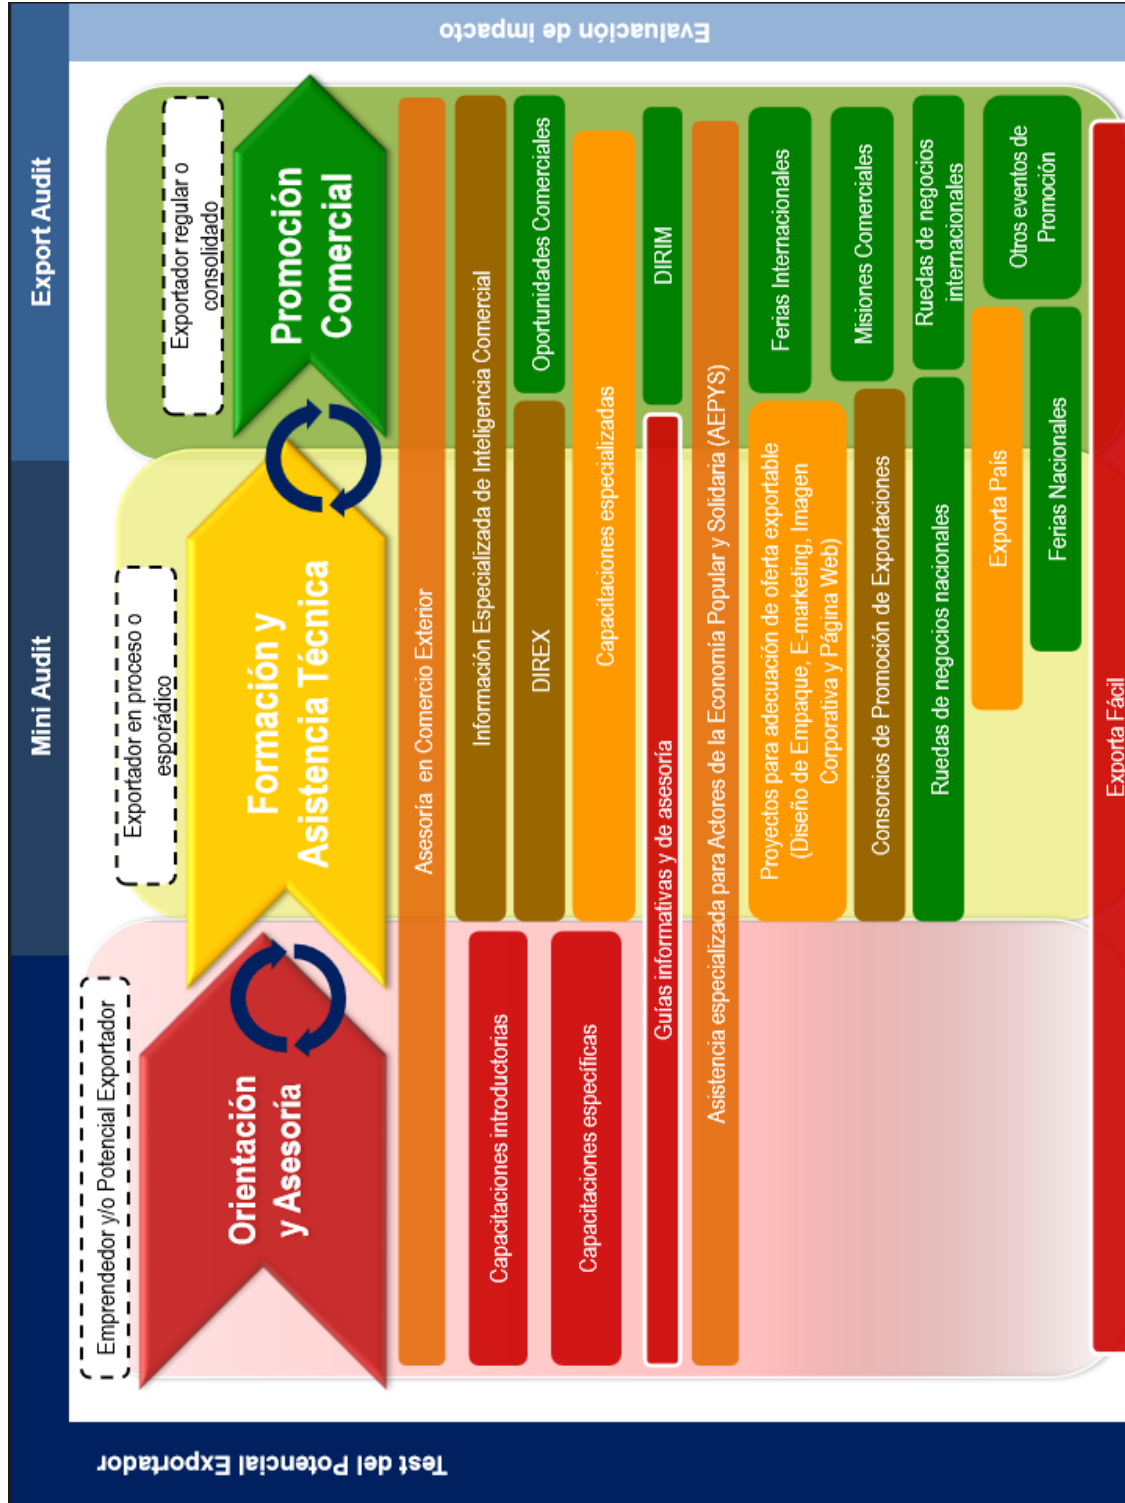 Test del Potencial Exportador
Mini Audit
Export Audit
Evaluación de impacto
Emprendedor y/o Potencial Exportador
Exportador en proceso o
esporádico
Exportador regular o
consolidado
Orientación
y Asesoría
Formación y
Asistencia Técnica
Promoción
Comercial
Asesoría en Comercio Exterior
Capacitaciones introductorias
Información Especializada de Inteligencia Comercial
DIREX
Oportunidades Comerciales
Capacitaciones específicas
Capacitaciones especializadas
Guías informativas y de asesoría
DIRIM
Asistencia especializada para Actores de la Economía Popular y Solidaria (AEPYS)
Proyectos para adecuación de oferta exportable
(Diseño de Empaque, E-marketing, Imagen
Corporativa y Página Web)
Ferias Internacionales
Consorcios de Promoción de Exportaciones
Misiones Comerciales
Ruedas de negocios nacionales
Ruedas de negocios
internacionales
Exporta País
Otros eventos de
Promoción
Ferias Nacionales
Exporta Fácil